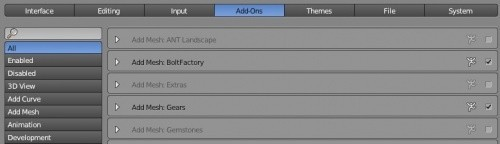 Interface Editing Input Add-Ons Themes File System
All
Enabled
Disabled
3D View
Add Curve
Add Mesh
Animation
Development
Add Mesh: ANT Landscape
Add Mesh: BoltFactory
Add Mesh: Extras
Add Mesh: Gears
Add Mesh: Gemstones